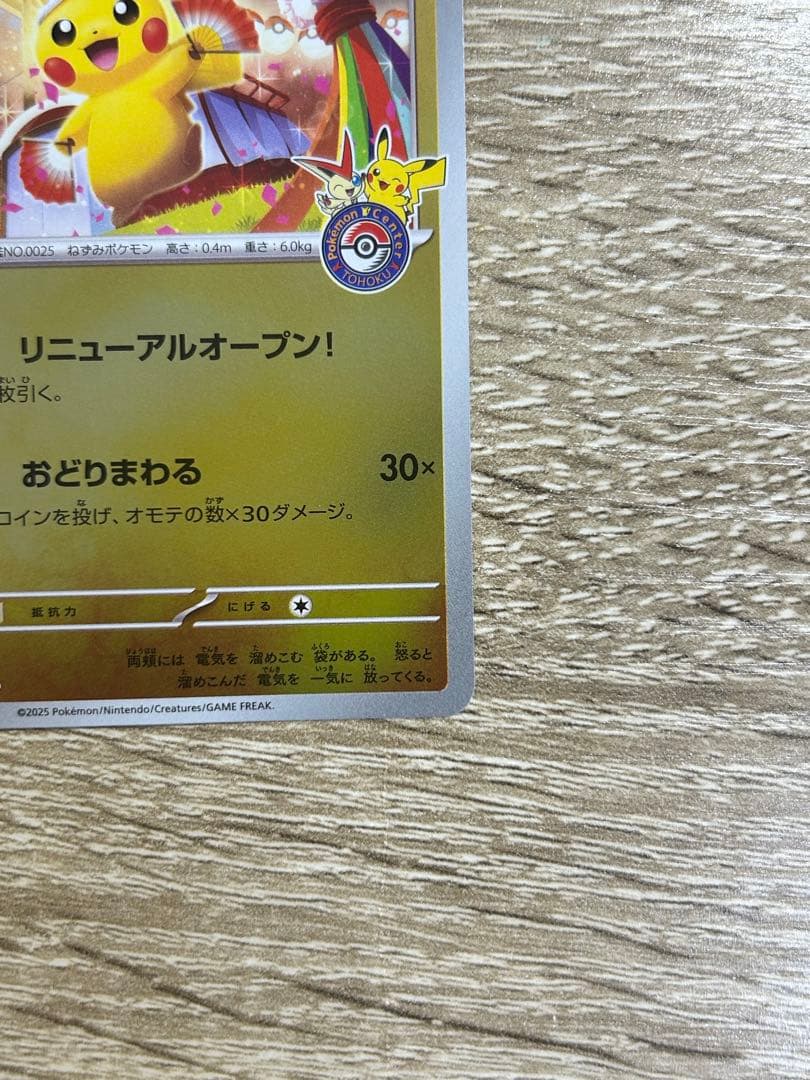 NO.0025 ねずみポケモン 高さ:0.4m 重さ:6.0kg
Pokémon Center
TOHOKU
リニューアルオープン!
枚引く。
おどりまわる 30×
コインを投げ、オモテの数×30ダメージ。
抵抗力 にげる
両頬には 電気を 溜めこむ 袋がある。 怒ると
溜めこんだ 電気を 一気に 放ってくる。
©2025 Pokémon/Nintendo/Creatures/GAME FREAK.